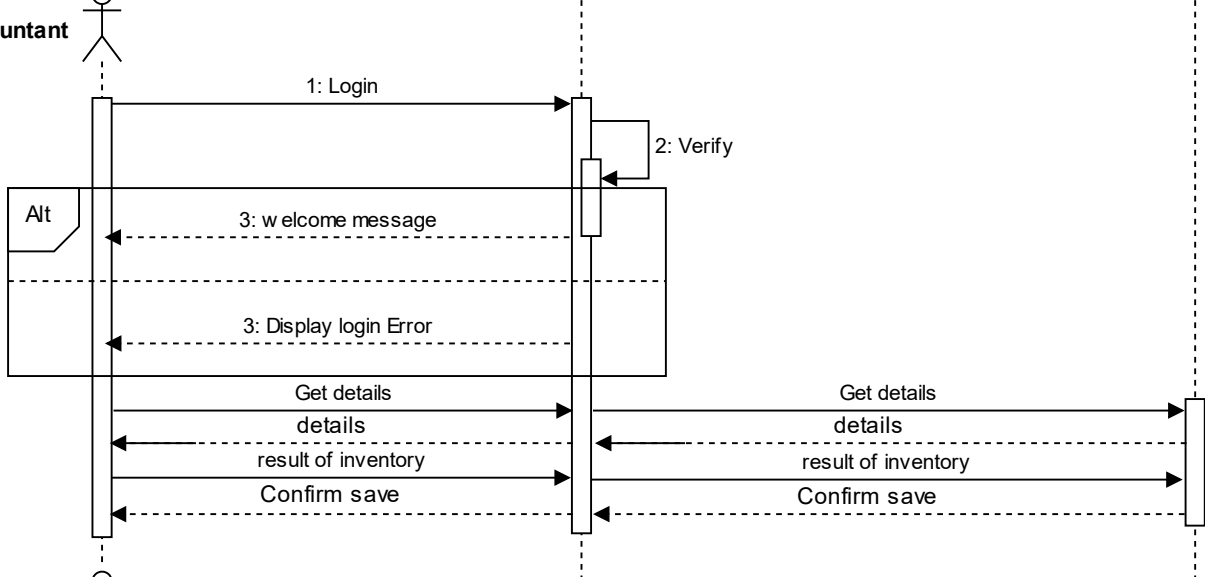 untant
1: Login
2: Verify
Alt
3: welcome message
3: Display login Error
Get details
Get details
details
details
result of inventory
result of inventory
Confirm save
Confirm save